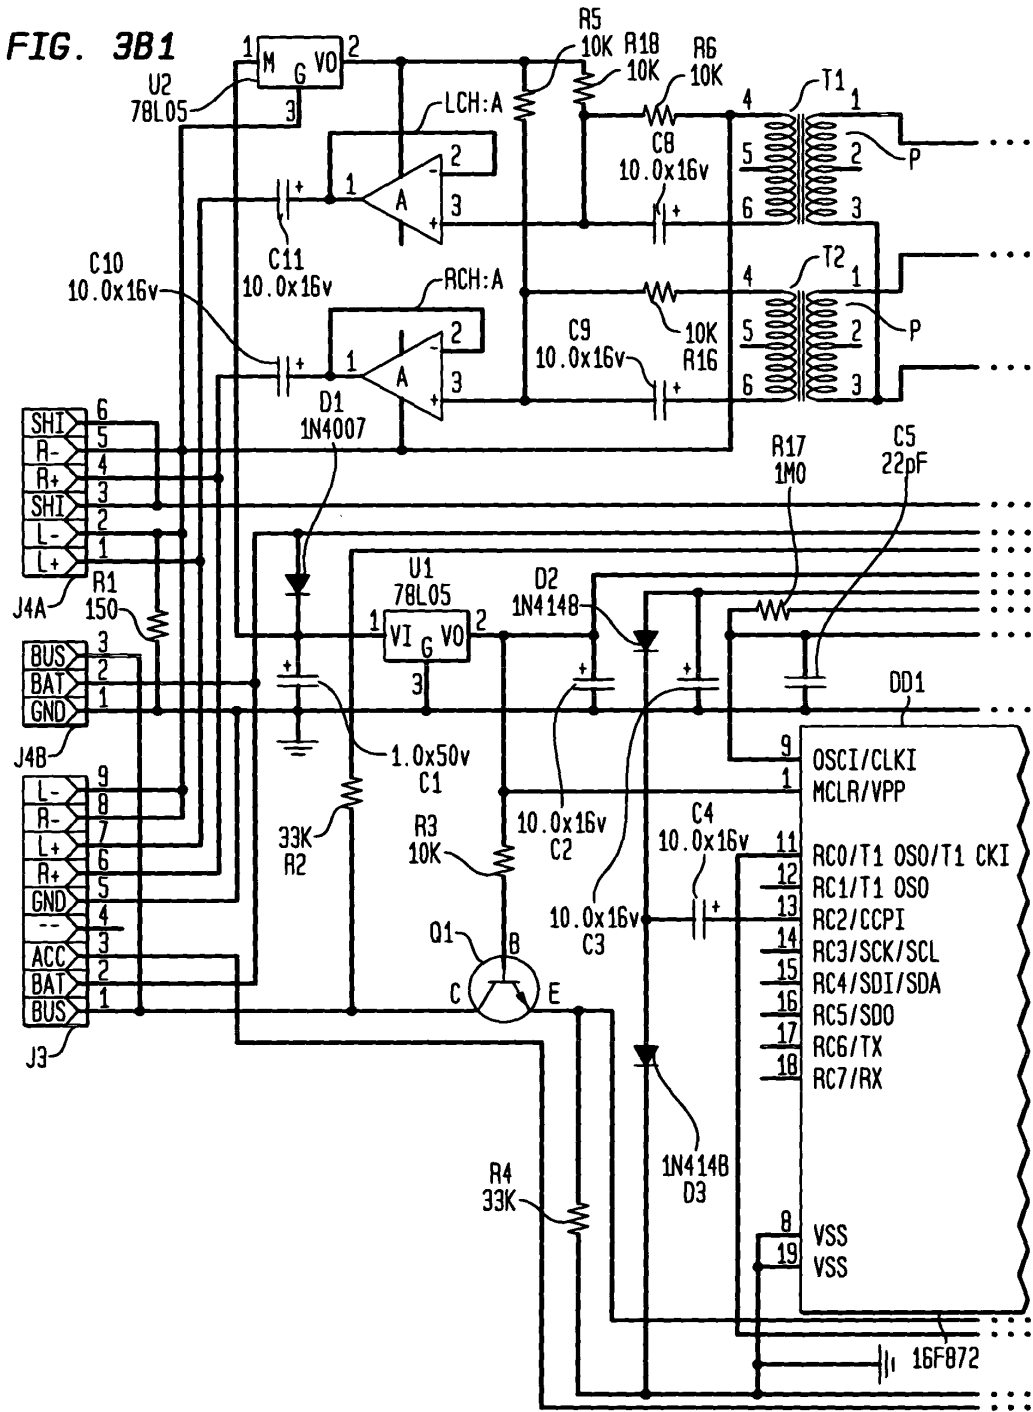 FIG. 3B1
1 M VO 2
G
3
U2
78L05
R5
10K
R18
10K
R6
10K
LCH:A
1 A 2
- 
3
+
C8
10.0x16v
+
4 T1 1
5 2 P
6 3
C11
10.0x16v
+
C10
10.0x16v
+
RCH:A
1 A 2
-
3
+
C9
10.0x16v
+
10K
R16
4 T2 1
5 2 P
6 3
D1
1N4007
SHI 6
R- 5
R+ 4
SHI 3
L- 2
L+ 1
J4A
R1
150
R17
1M0
C5
22pF
U1
78L05
1 VI VO 2
G
3
D2
1N414B
BUS 3
BAT 2
GND 1
J4B
+
1.0x50v
C1
+
10.0x16v
C2
+
10.0x16v
C3
DD1
9 OSCI/CLKI
1 MCLR/VPP
11 RC0/T1 OSO/T1 CKI
12 RC1/T1 OSO
13 RC2/CCPI
14 RC3/SCK/SCL
15 RC4/SDI/SDA
16 RC5/SDO
17 RC6/TX
18 RC7/RX
8 VSS
19 VSS
16F872
L- 9
R- 8
L+ 7
R+ 6
GND 5
-- 4
ACC 3
BAT 2
BUS 1
J3
33K
R2
R3
10K
C4
10.0x16v
+
Q1
B
C E
1N414B
D3
R4
33K